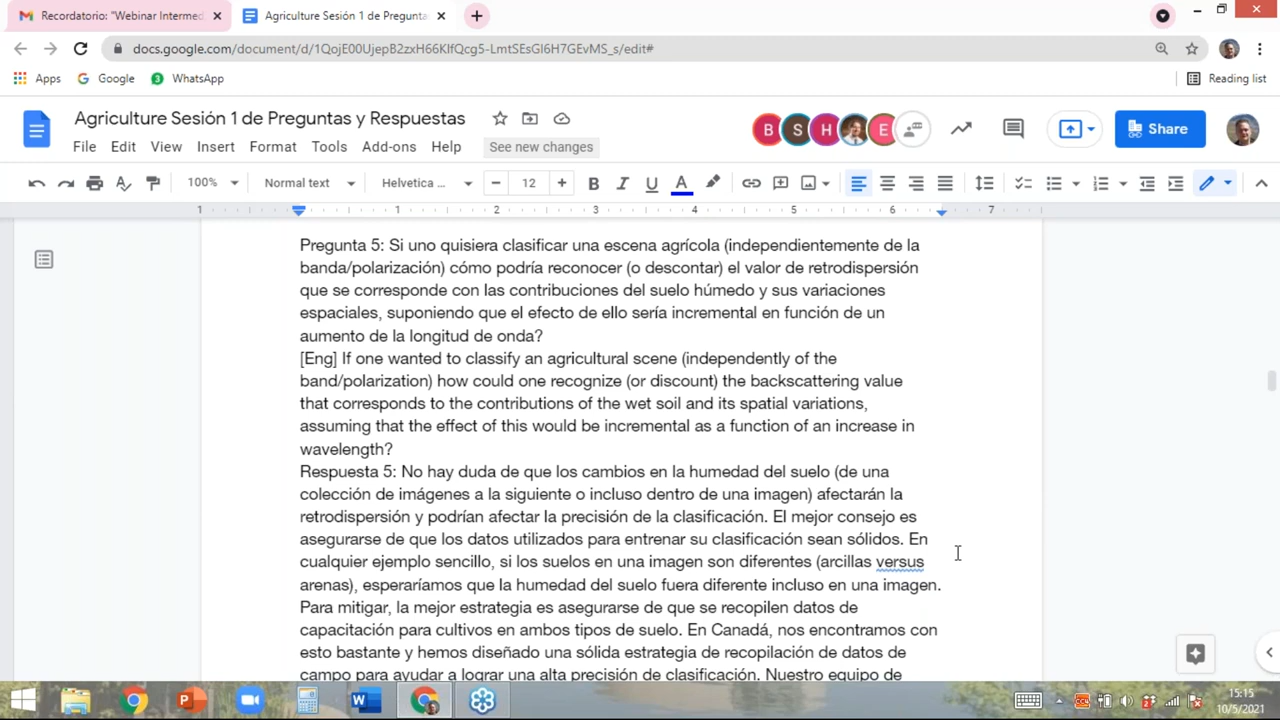 Recordatorio: "Webinar Intermed
Agriculture Sesión 1 de Pregunta
docs.google.com/document/d/1QojE00UjepB2zxH66KIfQcg5-LmtSEsGI6H7GEvMS_s/edit#
Apps
Google
3
WhatsApp
Reading list
Agriculture Sesión 1 de Preguntas y Respuestas
B
S
H
E
Share
File Edit View Insert Format Tools Add-ons Help
See new changes
100%
Normal text
Helvetica ...
12
B I U A
1 1 2 3 4 5 6 7
Pregunta 5: Si uno quisiera clasificar una escena agrícola (independientemente de la
banda/polarización) cómo podría reconocer (o descontar) el valor de retrodispersión
que se corresponde con las contribuciones del suelo húmedo y sus variaciones
espaciales, suponiendo que el efecto de ello sería incremental en función de un
aumento de la longitud de onda?
[Eng] If one wanted to classify an agricultural scene (independently of the
band/polarization) how could one recognize (or discount) the backscattering value
that corresponds to the contributions of the wet soil and its spatial variations,
assuming that the effect of this would be incremental as a function of an increase in
wavelength?
Respuesta 5: No hay duda de que los cambios en la humedad del suelo (de una
colección de imágenes a la siguiente o incluso dentro de una imagen) afectarán la
retrodispersión y podrían afectar la precisión de la clasificación. El mejor consejo es
asegurarse de que los datos utilizados para entrenar su clasificación sean sólidos. En
cualquier ejemplo sencillo, si los suelos en una imagen son diferentes (arcillas versus
arenas), esperaríamos que la humedad del suelo fuera diferente incluso en una imagen.
Para mitigar, la mejor estrategia es asegurarse de que se recopilen datos de
capacitación para cultivos en ambos tipos de suelo. En Canadá, nos encontramos con
esto bastante y hemos diseñado una sólida estrategia de recopilación de datos de
campo para ayudar a lograr una alta precisión de clasificación. Nuestro equipo de
15:15
10/5/2021